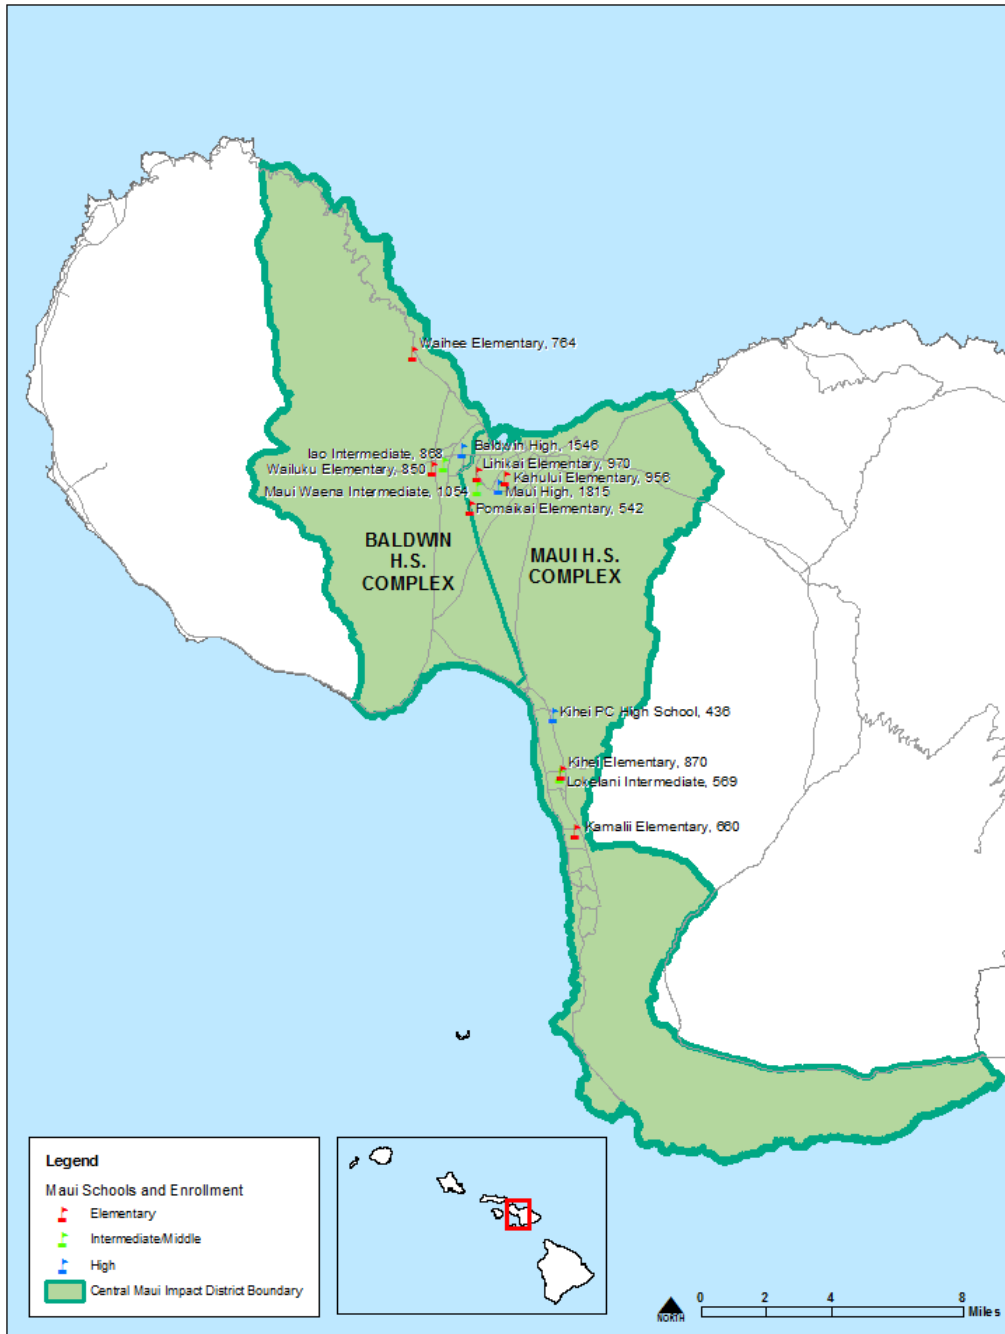 Waihee Elementary, 764
Baldwin High, 1546
Iao Intermediate, 868
Lihikai Elementary, 970
Wailuku Elementary, 850
Kahului Elementary, 956
Maui Waena Intermediate, 1054
Maui High, 1815
Pomaikai Elementary, 542
BALDWIN
H.S.
COMPLEX
MAUI H.S.
COMPLEX
Kihei PC High School, 436
Kihei Elementary, 870
Lokelani Intermediate, 569
Kamalii Elementary, 660
Legend
Maui Schools and Enrollment
Elementary
Intermediate/Middle
High
Central Maui Impact District Boundary
NORTH
0 2 4 8
Miles